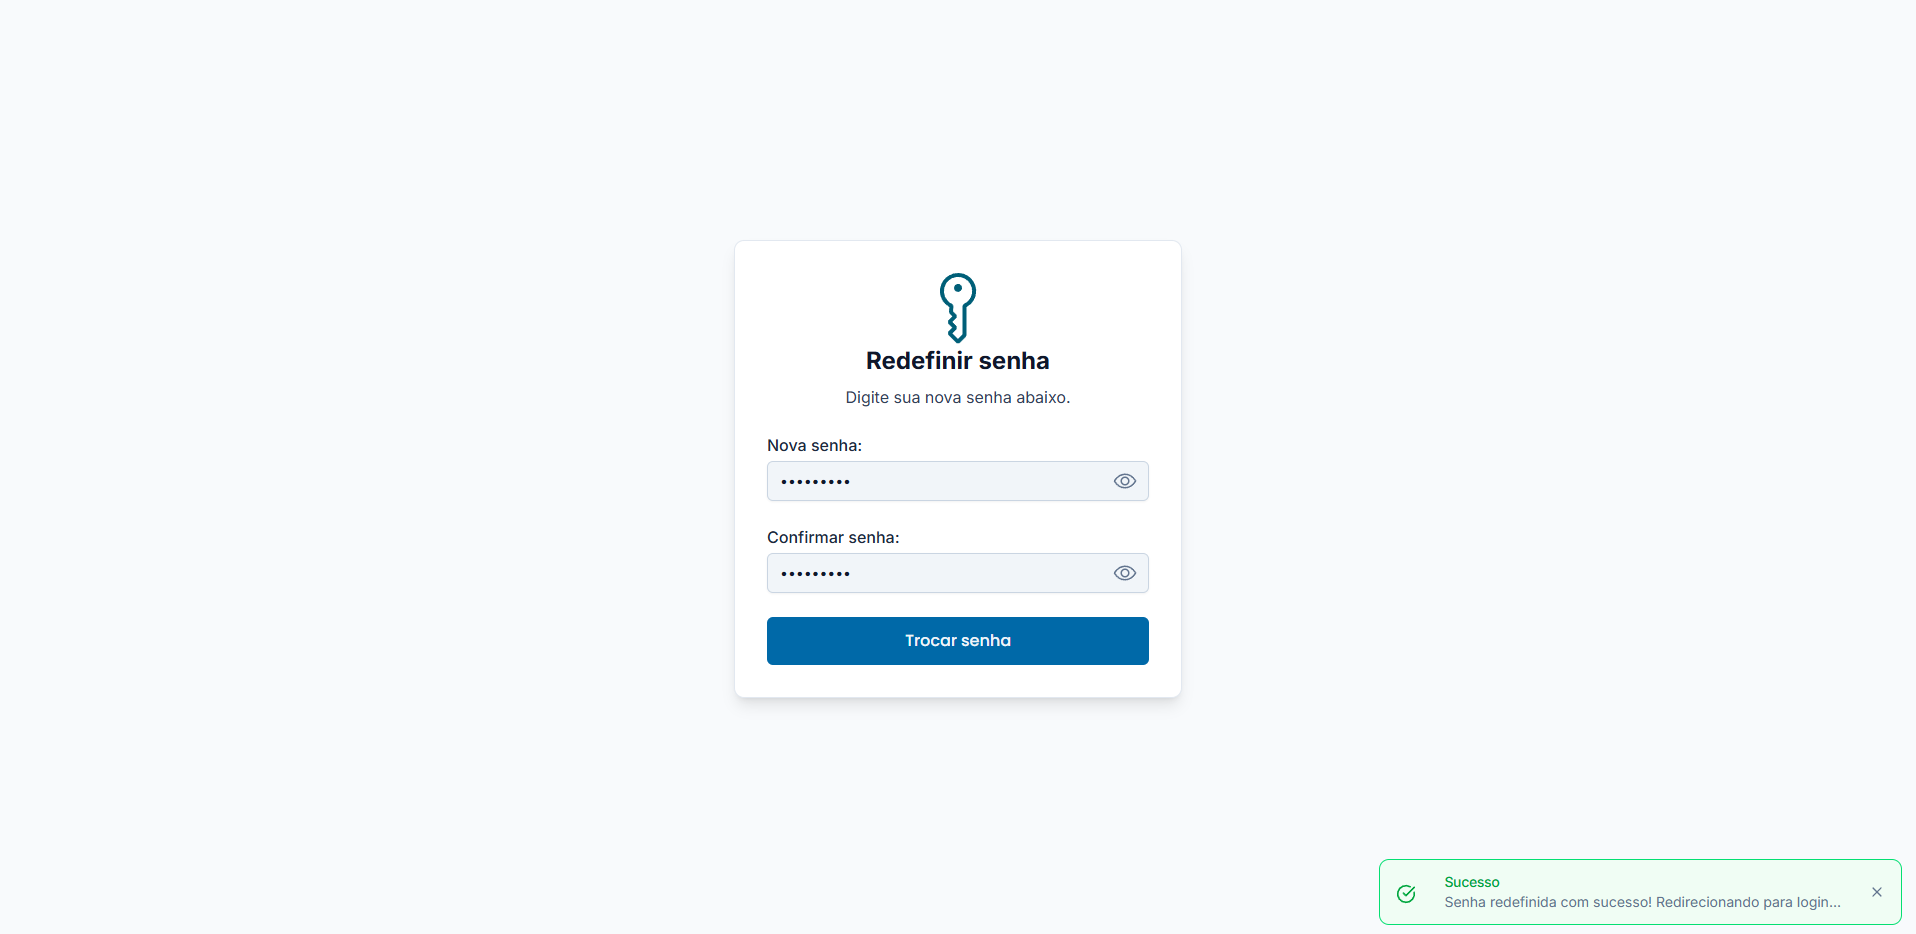 Redefinir senha
Digite sua nova senha abaixo.
Nova senha:
•••••••••
Confirmar senha:
•••••••••
Trocar senha
Sucesso
Senha redefinida com sucesso! Redirecionando para login...